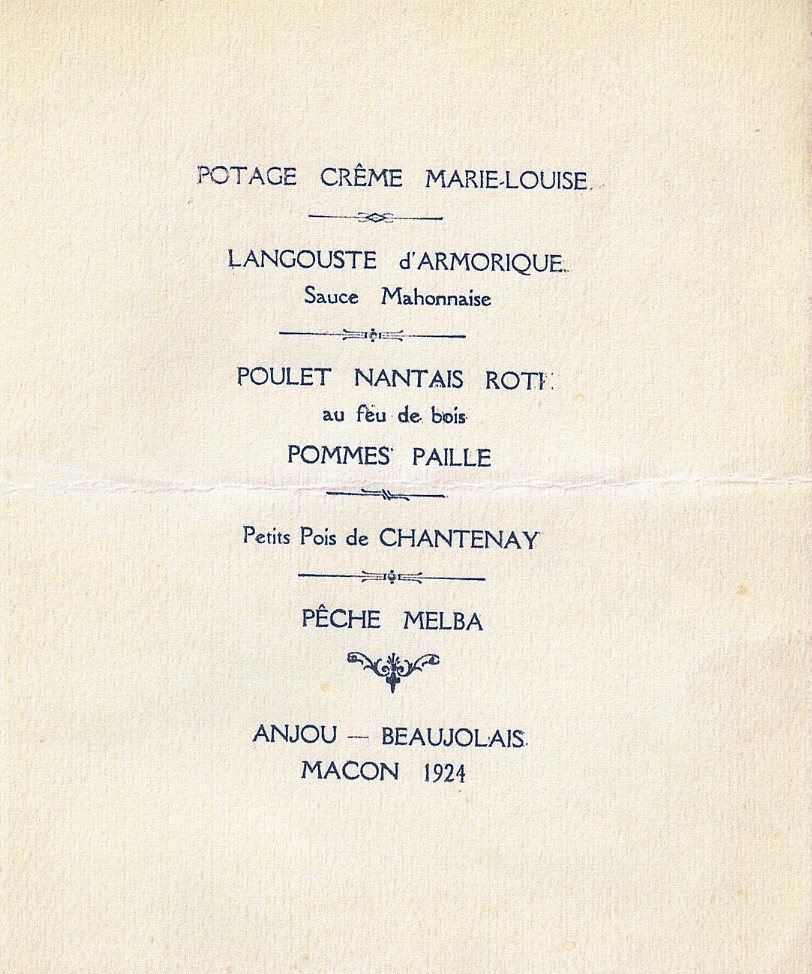 POTAGE CRÊME MARIE-LOUISE
LANGOUSTE d'ARMORIQUE
Sauce Mahonnaise
POULET NANTAIS ROTI
au feu de bois
POMMES PAILLE
Petits Pois de CHANTENAY
PÊCHE MELBA
ANJOU — BEAUJOLAIS
MACON 1924